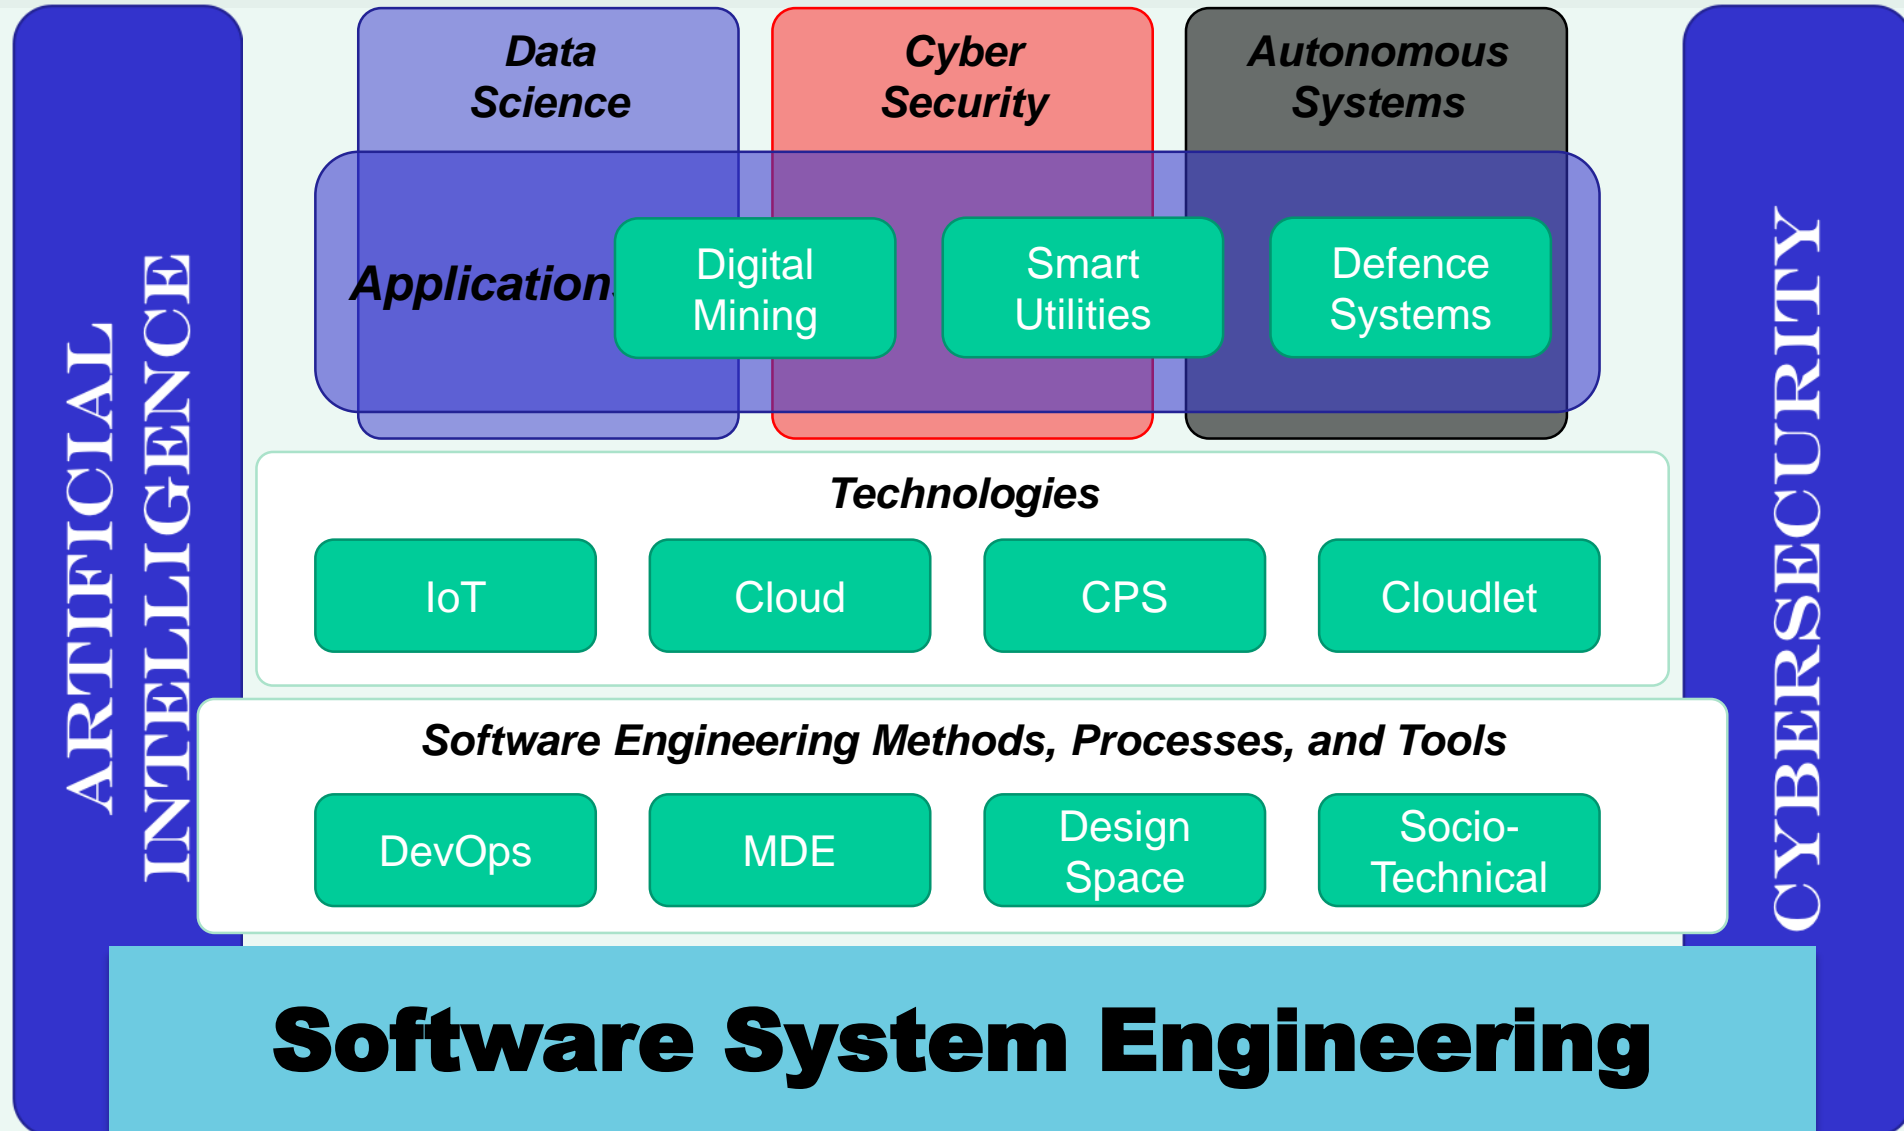 ARTIFICIAL
INTELLIGENCE
Data
Science
Cyber
Security
Autonomous
Systems
Applications
Digital
Mining
Smart
Utilities
Defence
Systems
Technologies
IoT
Cloud
CPS
Cloudlet
Software Engineering Methods, Processes, and Tools
DevOps
MDE
Design
Space
Socio-
Technical
CYBERSECURITY
Software System Engineering